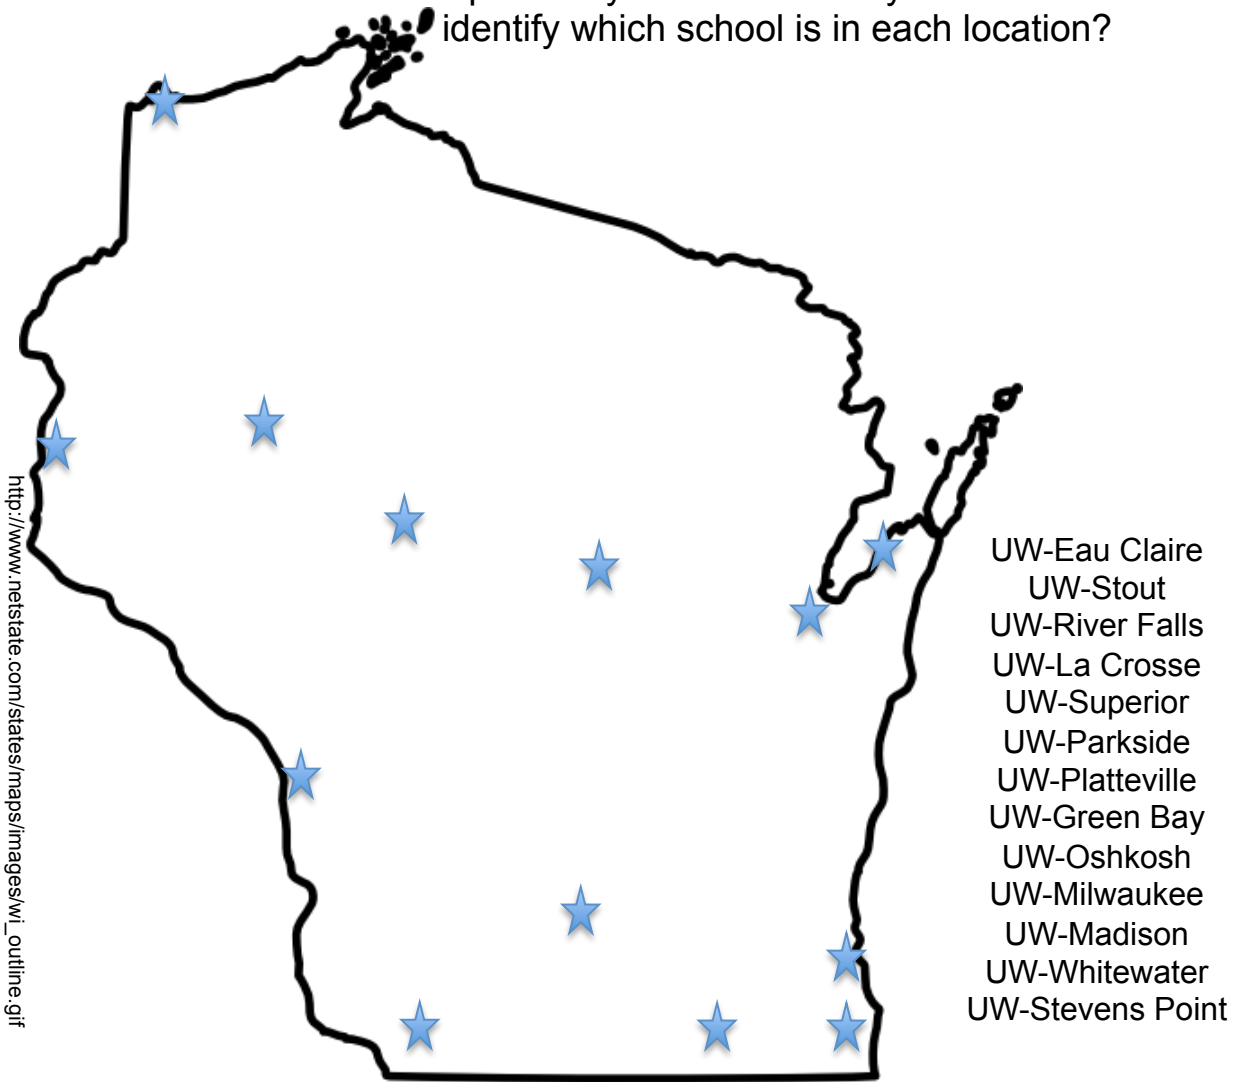 identify which school is in each location?
http://www.netstate.com/states/maps/images/wi_outline.gif
UW-Eau Claire
UW-Stout
UW-River Falls
UW-La Crosse
UW-Superior
UW-Parkside
UW-Platteville
UW-Green Bay
UW-Oshkosh
UW-Milwaukee
UW-Madison
UW-Whitewater
UW-Stevens Point